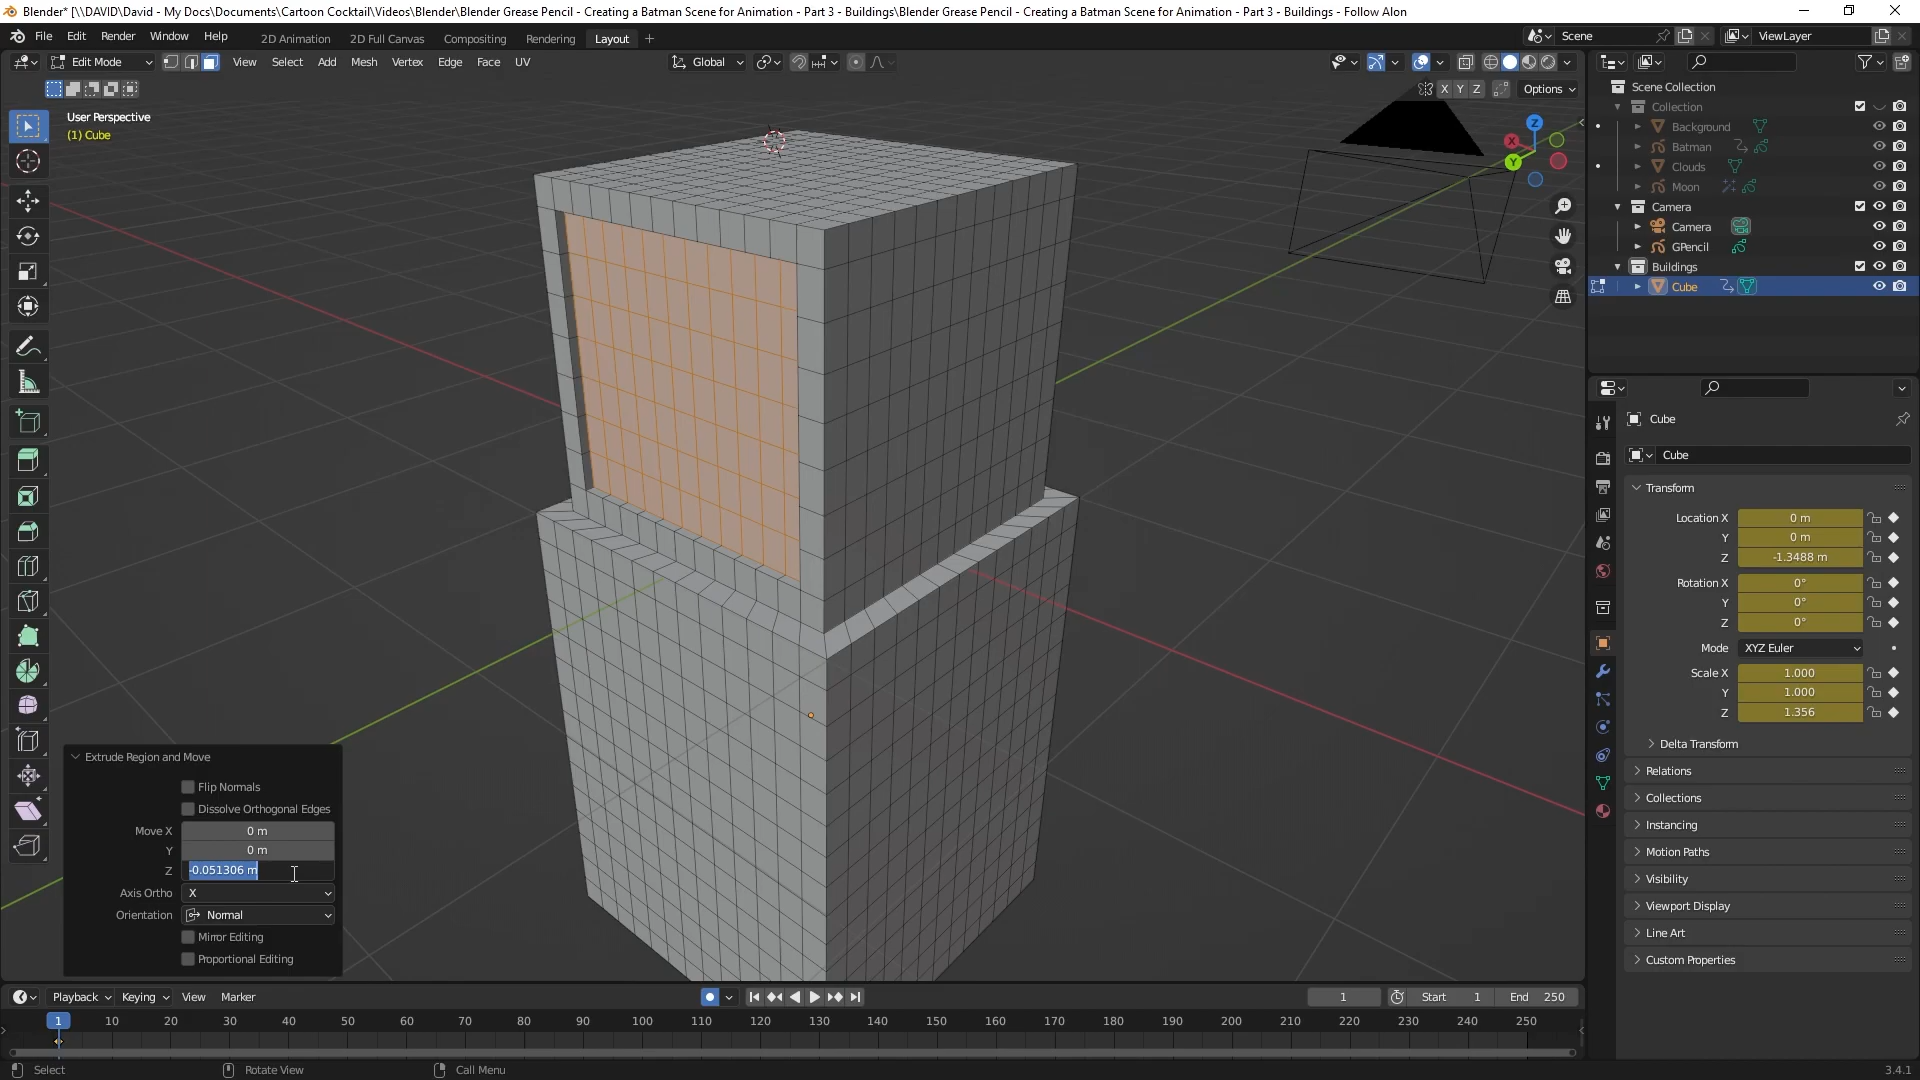 Blender* [\\DAVID\David - My Docs\Documents\Cartoon Cocktail\Videos\Blender\Blender Grease Pencil - Creating a Batman Scene for Animation - Part 3 - Buildings\Blender Grease Pencil - Creating a Batman Scene for Animation - Part 3 - Buildings - Follow Alon
File Edit Render Window Help 2D Animation 2D Full Canvas Compositing Rendering Layout Scene ViewLayer
Edit Mode View Select Add Mesh Vertex Edge Face UV Global
X Y Z Options
User Perspective
(1) Cube
Z
X
Y
Scene Collection
Collection
Background
Batman
Clouds
Moon
Camera
Camera
GPencil
Buildings
Cube
Cube
Cube
Transform
Location X 0 m
Y 0 m
Z -1.3488 m
Rotation X 0°
Y 0°
Z 0°
Mode XYZ Euler
Scale X 1.000
Y 1.000
Z 1.356
Delta Transform
Relations
Collections
Instancing
Motion Paths
Visibility
Viewport Display
Line Art
Custom Properties
Extrude Region and Move
Flip Normals
Dissolve Orthogonal Edges
Move X 0 m
Y 0 m
Z -0.051306 m
Axis Ortho X
Orientation Normal
Mirror Editing
Proportional Editing
Playback Keying View Marker 1 Start 1 End 250
1 10 20 30 40 50 60 70 80 90 100 110 120 130 140 150 160 170 180 190 200 210 220 230 240 250
Select Rotate View Call Menu 3.4.1